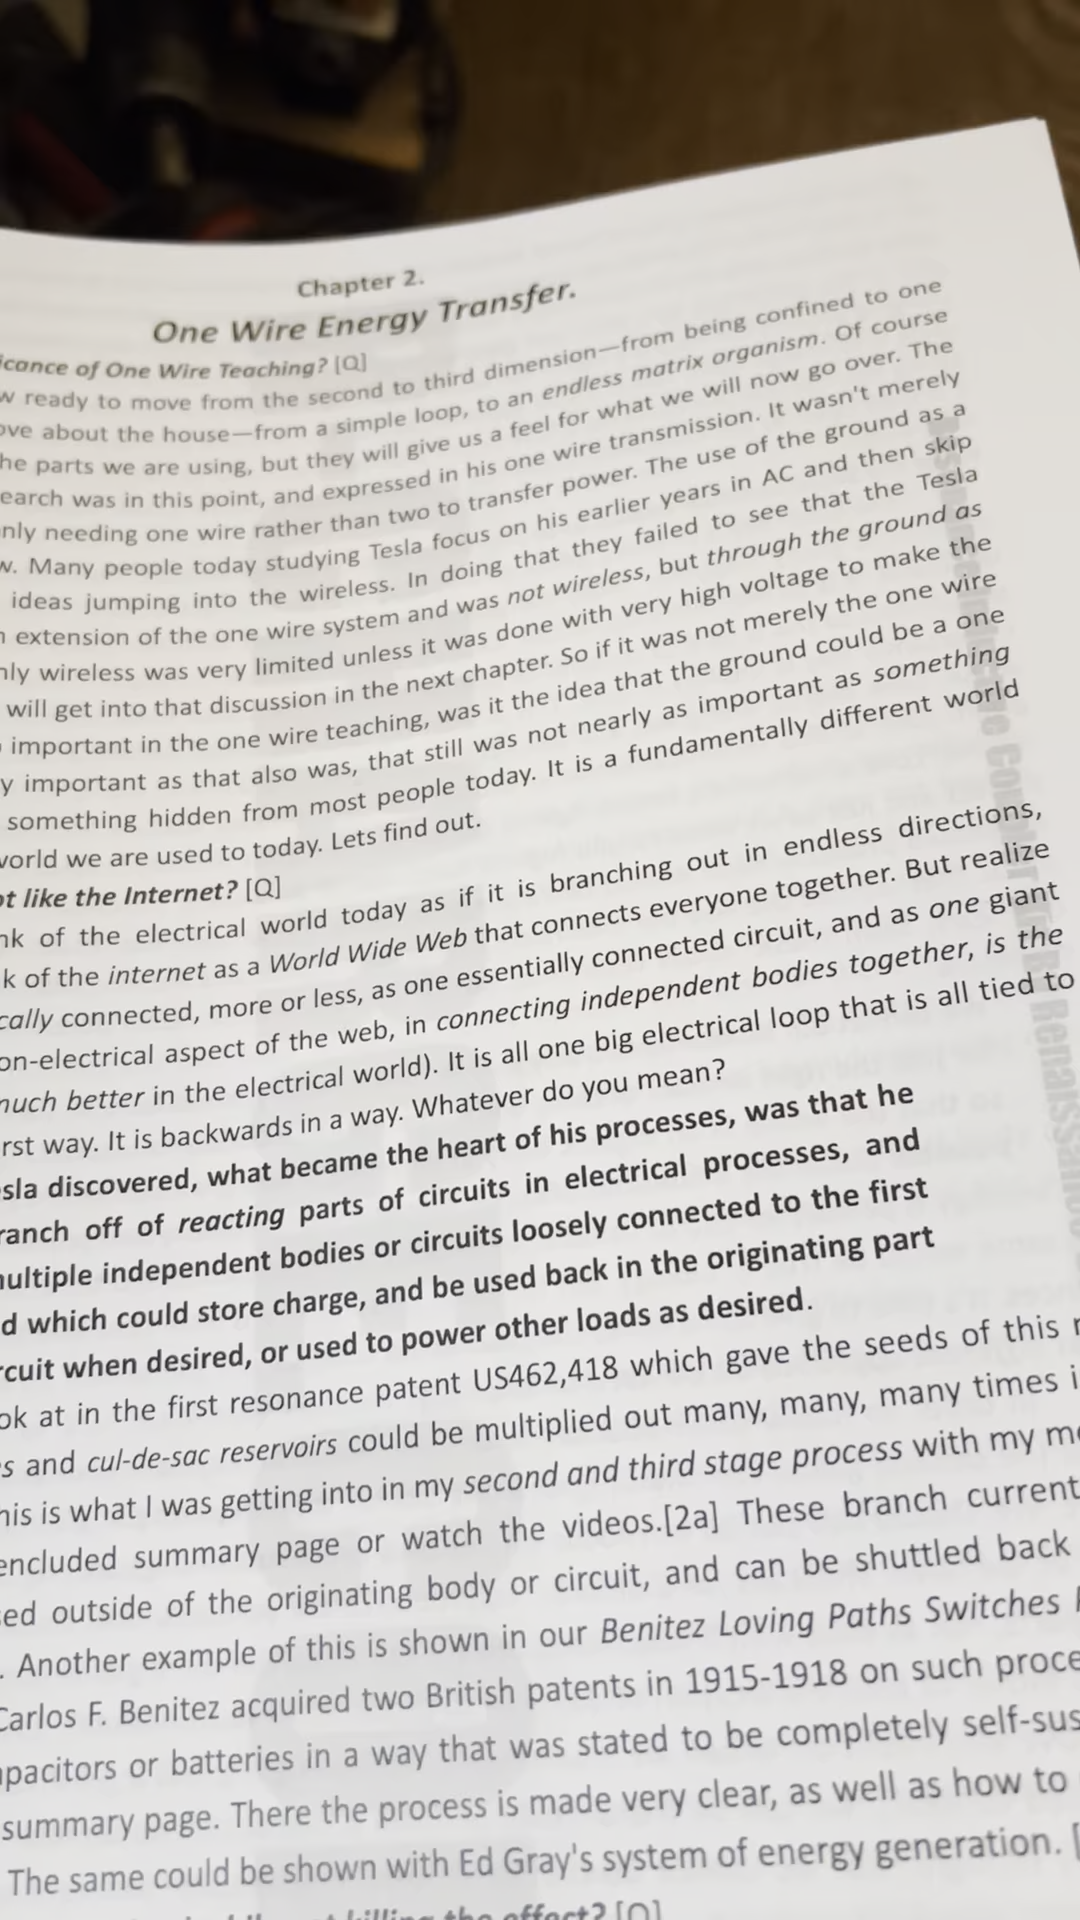 Chapter 2.
One Wire Energy Transfer.
icance of One Wire Teaching? [Q]
w ready to move from the second to third dimension—from being confined to one
ove about the house—from a simple loop, to an endless matrix organism. Of course
he parts we are using, but they will give us a feel for what we will now go over. The
earch was in this point, and expressed in his one wire transmission. It wasn't merely
nly needing one wire rather than two to transfer power. The use of the ground as a
w. Many people today studying Tesla focus on his earlier years in AC and then skip
ideas jumping into the wireless. In doing that they failed to see that the Tesla
n extension of the one wire system and was not wireless, but through the ground as
nly wireless was very limited unless it was done with very high voltage to make the
will get into that discussion in the next chapter. So if it was not merely the one wire
important in the one wire teaching, was it the idea that the ground could be a one
y important as that also was, that still was not nearly as important as something
something hidden from most people today. It is a fundamentally different world
world we are used to today. Lets find out.
ot like the Internet? [Q]
nk of the electrical world today as if it is branching out in endless directions,
k of the internet as a World Wide Web that connects everyone together. But realize
cally connected, more or less, as one essentially connected circuit, and as one giant
on-electrical aspect of the web, in connecting independent bodies together, is the
much better in the electrical world). It is all one big electrical loop that is all tied to
rst way. It is backwards in a way. Whatever do you mean?
sla discovered, what became the heart of his processes, was that he
ranch off of reacting parts of circuits in electrical processes, and
multiple independent bodies or circuits loosely connected to the first
d which could store charge, and be used back in the originating part
rcuit when desired, or used to power other loads as desired.
ok at in the first resonance patent US462,418 which gave the seeds of this
s and cul-de-sac reservoirs could be multiplied out many, many, many times i
his is what I was getting into in my second and third stage process with my m
encluded summary page or watch the videos.[2a] These branch current
ed outside of the originating body or circuit, and can be shuttled back
. Another example of this is shown in our Benitez Loving Paths Switches
Carlos F. Benitez acquired two British patents in 1915-1918 on such proce
apacitors or batteries in a way that was stated to be completely self-sus
summary page. There the process is made very clear, as well as how to
The same could be shown with Ed Gray's system of energy generation. [
killing the effect? [Q]